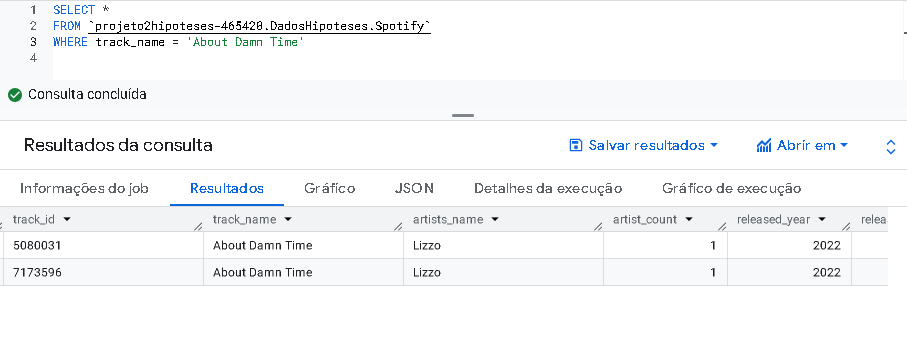 1 SELECT *
2 FROM `projeto2hipoteses-465420.DadosHipoteses.Spotify`
3 WHERE track_name = 'About Damn Time'
4
Consulta concluída
Resultados da consulta Salvar resultados Abrir em
Informações do job Resultados Gráfico JSON Detalhes da execução Gráfico de execução
track_id track_name artists_name artist_count released_year relea
5080031 About Damn Time Lizzo 1 2022
7173596 About Damn Time Lizzo 1 2022